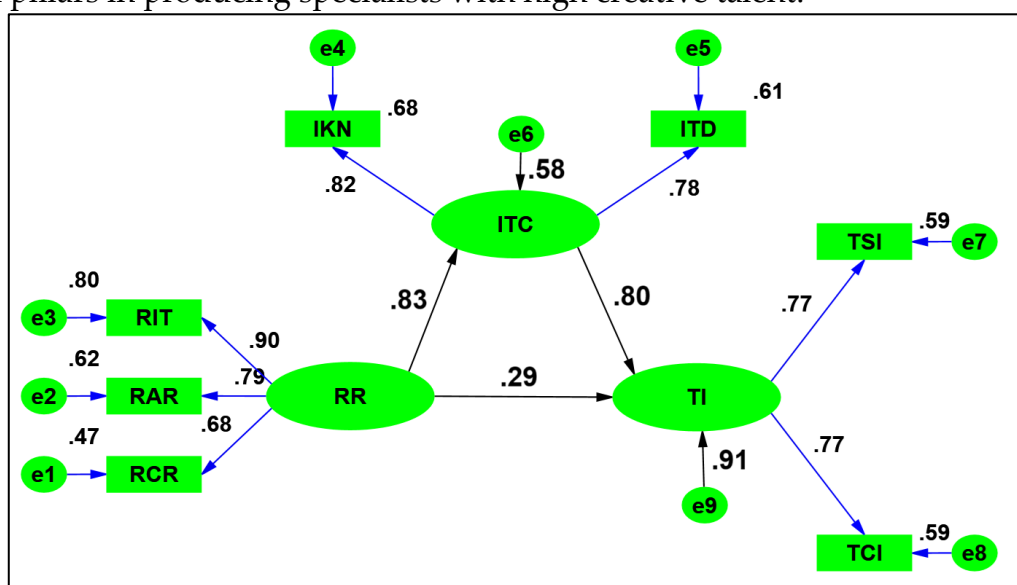 pillars in producing specialists with high creative talent.
e4
e5
.68
.61
IKN
ITD
e6
.58
.82
.78
ITC
.59
TSI
e7
.80
.83
.80
.77
e3
RIT
.90
.62
.79
.29
e2
RAR
RR
TI
.47
.68
.77
.91
e1
RCR
e9
.59
TCI
e8